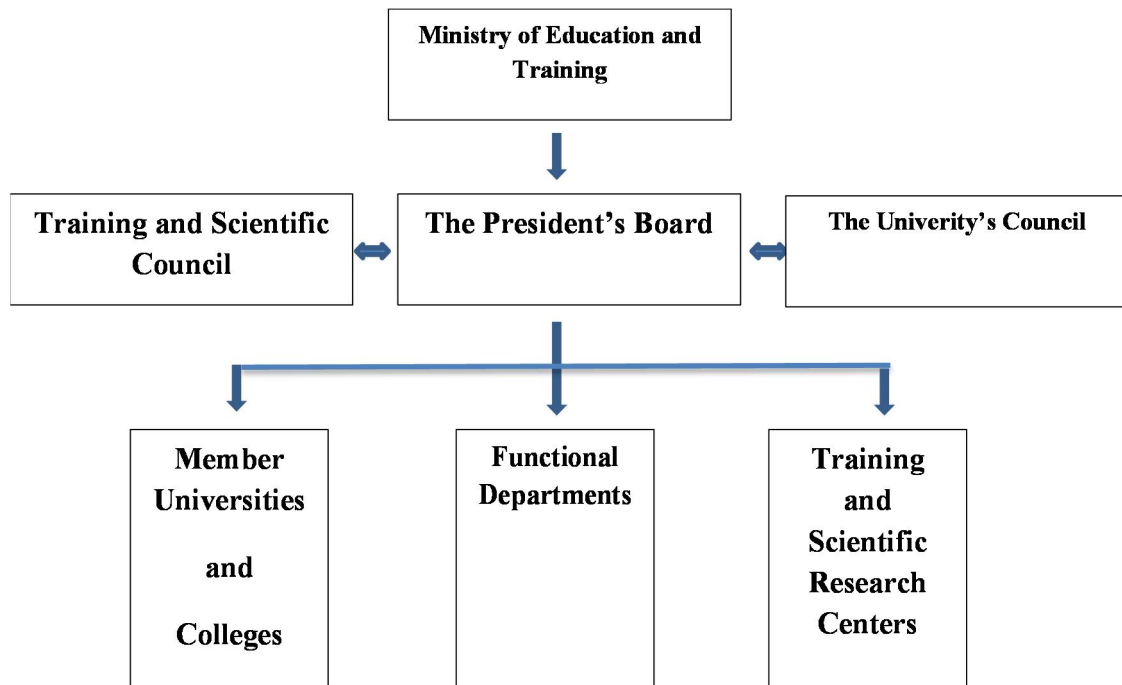 Ministry of Education and
Training
Training and Scientific
Council
The President's Board
The Univerity's Council
Member
Universities
and
Colleges
Functional
Departments
Training
and
Scientific
Research
Centers